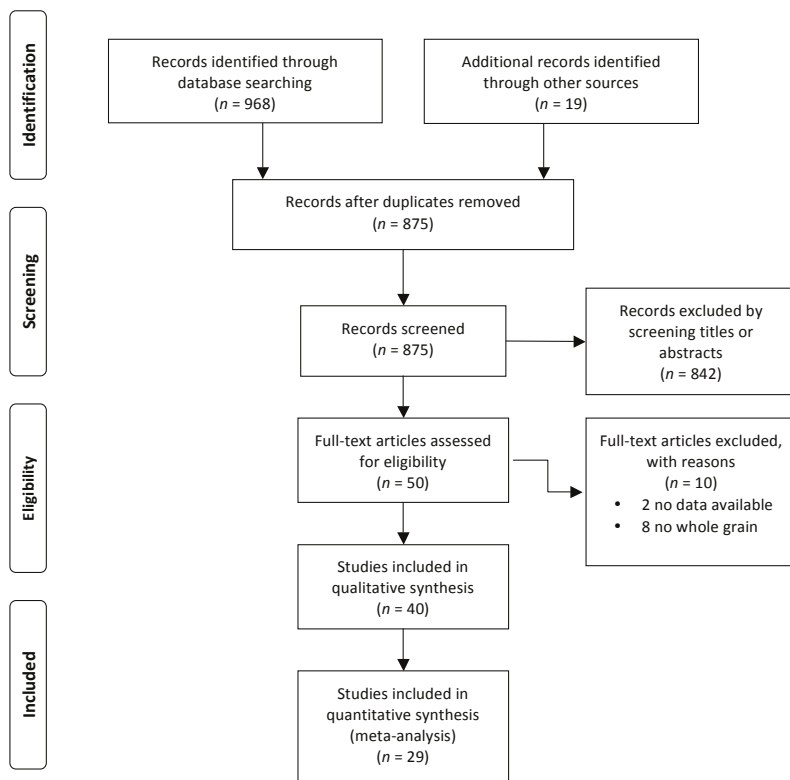 Identification
Records identified through
database searching
(n = 968)
Additional records identified
through other sources
(n = 19)
Records after duplicates removed
(n = 875)
Screening
Records screened
(n = 875)
Records excluded by
screening titles or
abstracts
(n = 842)
Eligibility
Full-text articles assessed
for eligibility
(n = 50)
Full-text articles excluded,
with reasons
(n = 10)
• 2 no data available
• 8 no whole grain
Studies included in
qualitative synthesis
(n = 40)
Included
Studies included in
quantitative synthesis
(meta-analysis)
(n = 29)